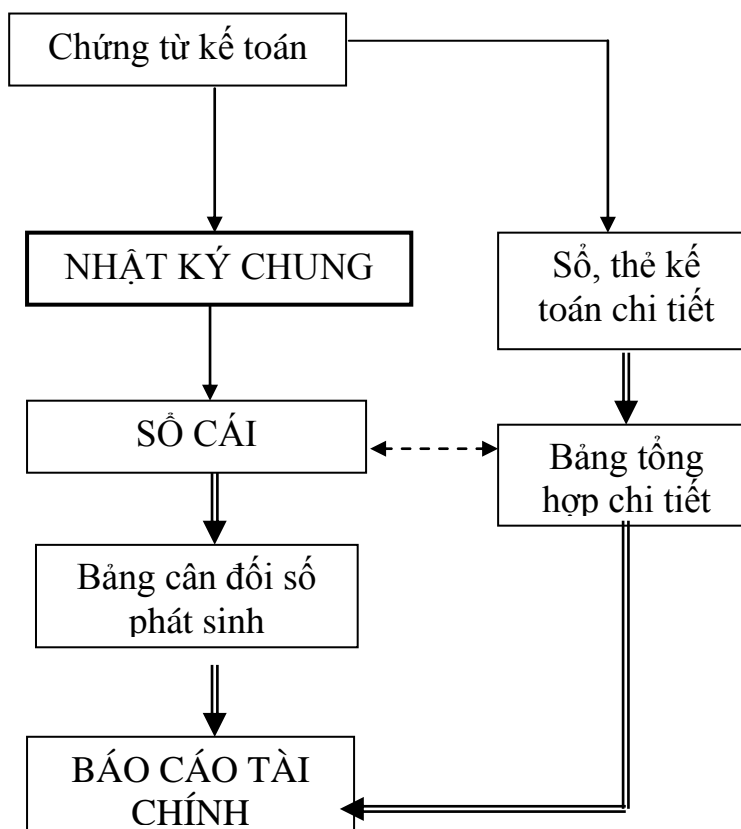 Chứng từ kế toán
NHẬT KÝ CHUNG
Sổ, thẻ kế
toán chi tiết
SỔ CÁI
Bảng tổng
hợp chi tiết
Bảng cân đối số
phát sinh
BÁO CÁO TÀI
CHÍNH